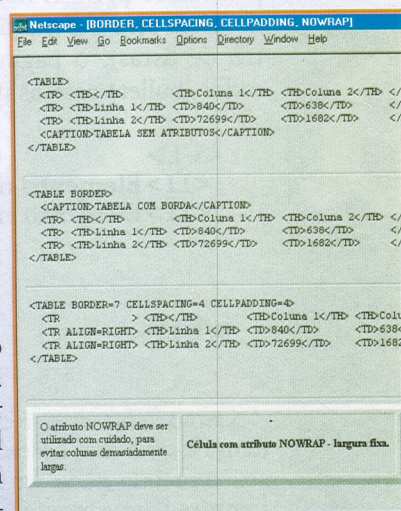 Netscape - [BORDER, CELLSPACING, CELLPADDING, NOWRAP]
File Edit View Go Bookmarks Options Directory Window Help
<TABLE>
<TR> <TH></TH> <TH>Coluna 1</TH> <TH>Coluna 2</TH> </
<TR> <TH>Linha 1</TH> <TD>840</TD> <TD>638</TD> </
<TR> <TH>Linha 2</TH> <TD>72699</TD> <TD>1682</TD> </
<CAPTION>TABELA SEM ATRIBUTOS</CAPTION>
</TABLE>
<TABLE BORDER>
<CAPTION>TABELA COM BORDA</CAPTION>
<TR> <TH></TH> <TH>Coluna 1</TH> <TH>Coluna 2</TH> </
<TR> <TH>Linha 1</TH> <TD>840</TD> <TD>638</TD> </
<TR> <TH>Linha 2</TH> <TD>72699</TD> <TD>1682</TD> </
</TABLE>
<TABLE BORDER=7 CELLSPACING=4 CELLPADDING=4>
<TR > <TH></TH> <TH>Coluna 1</TH> <TH>Colu
<TR ALIGN=RIGHT> <TH>Linha 1</TH> <TD>840</TD> <TD>638<
<TR ALIGN=RIGHT> <TH>Linha 2</TH> <TD>72699</TD> <TD>1682
</TABLE>
O atributo NOWRAP deve ser
utilizado com cuidado, para
evitar colunas demasiadamente
largas.
Célula com atributo NOWRAP - largura fixa.